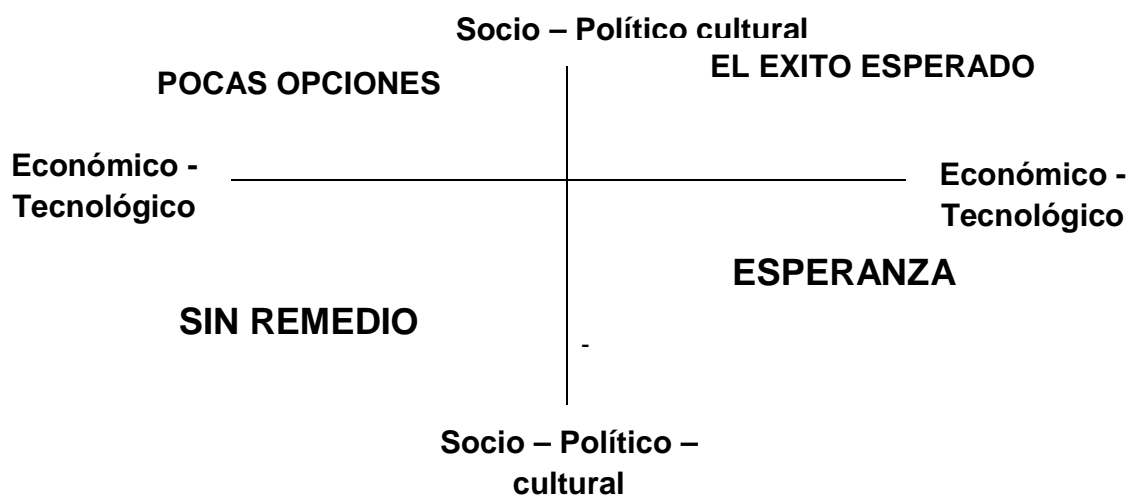 Socio – Político cultural
POCAS OPCIONES
EL EXITO ESPERADO
Económico -
Tecnológico
Económico -
Tecnológico
ESPERANZA
SIN REMEDIO
-
Socio – Político –
cultural